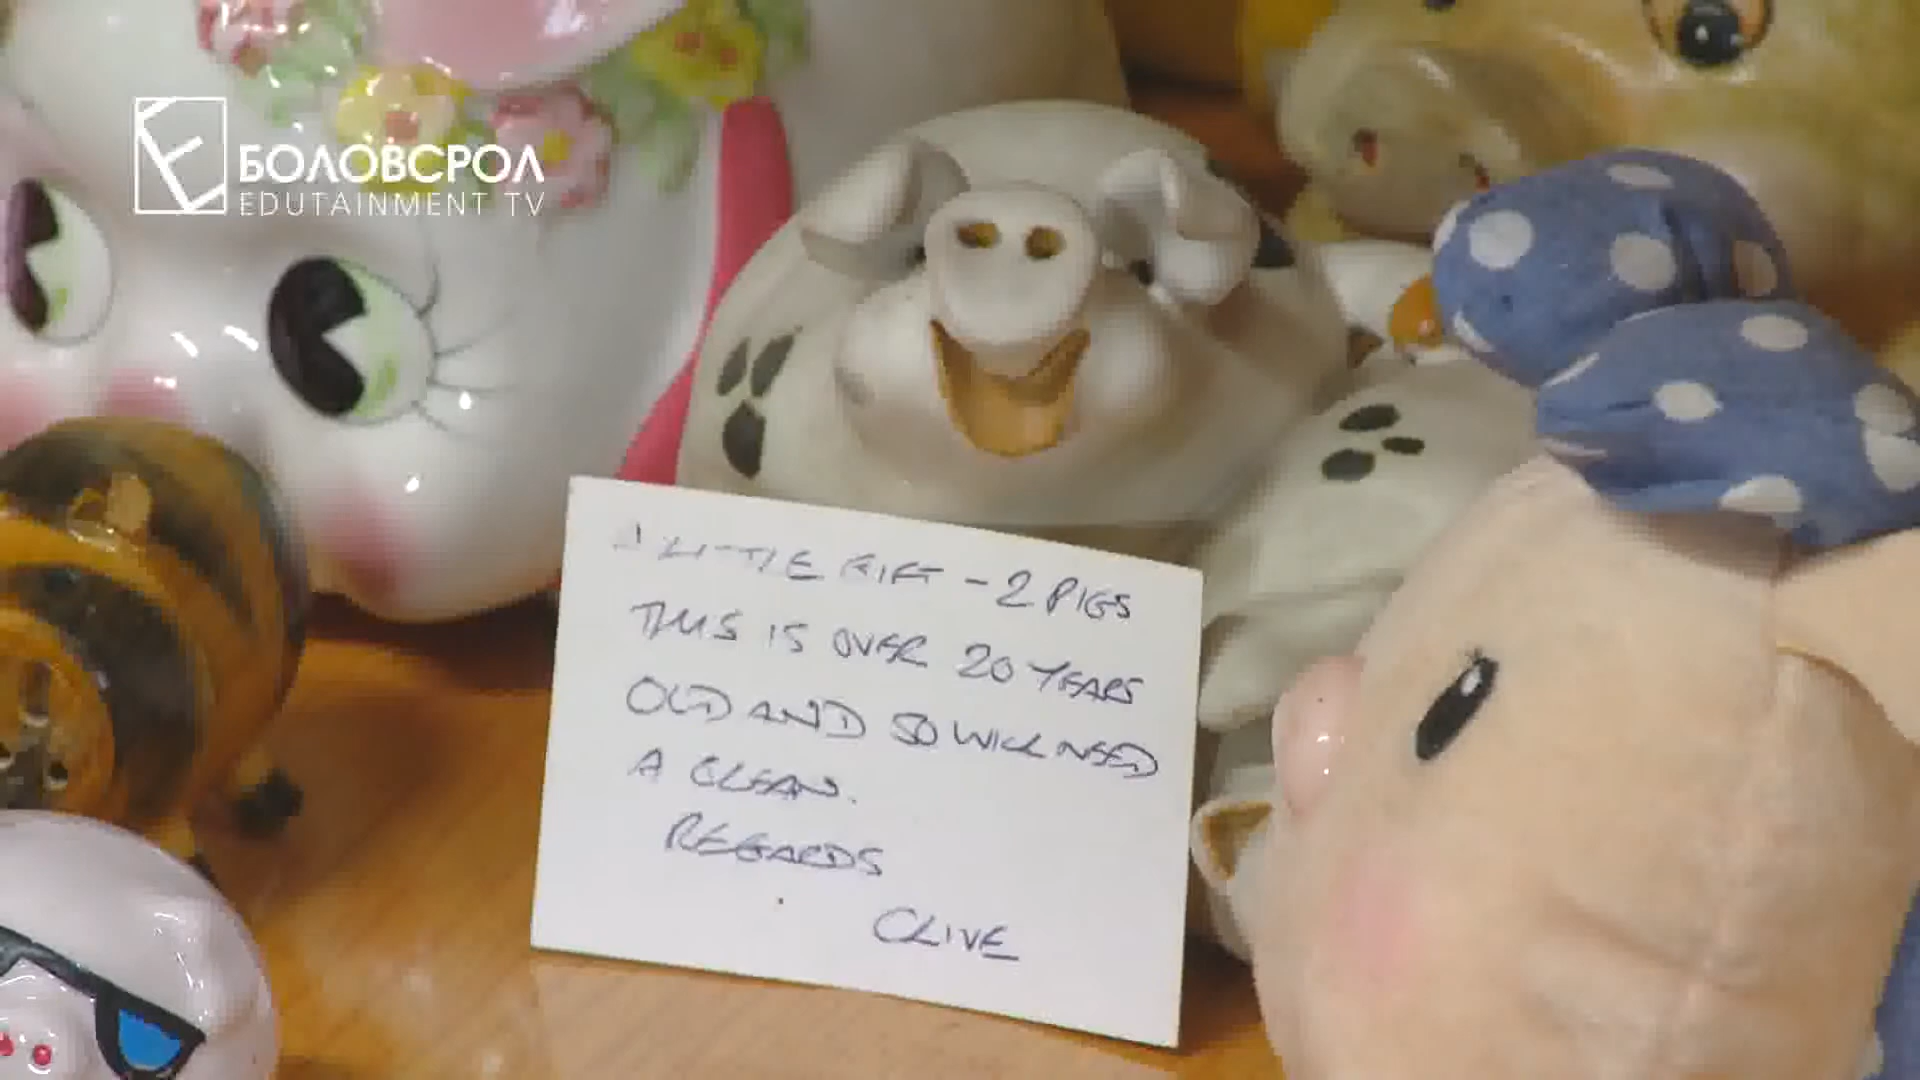 БОЛОВСРОЛ
EDUTAINMENT TV
A LITTLE GIFT - 2 PIGS
THIS IS OVER 20 YEARS
OLD AND SO WILL NEED
A CLEAN.
REGARDS
CLIVE